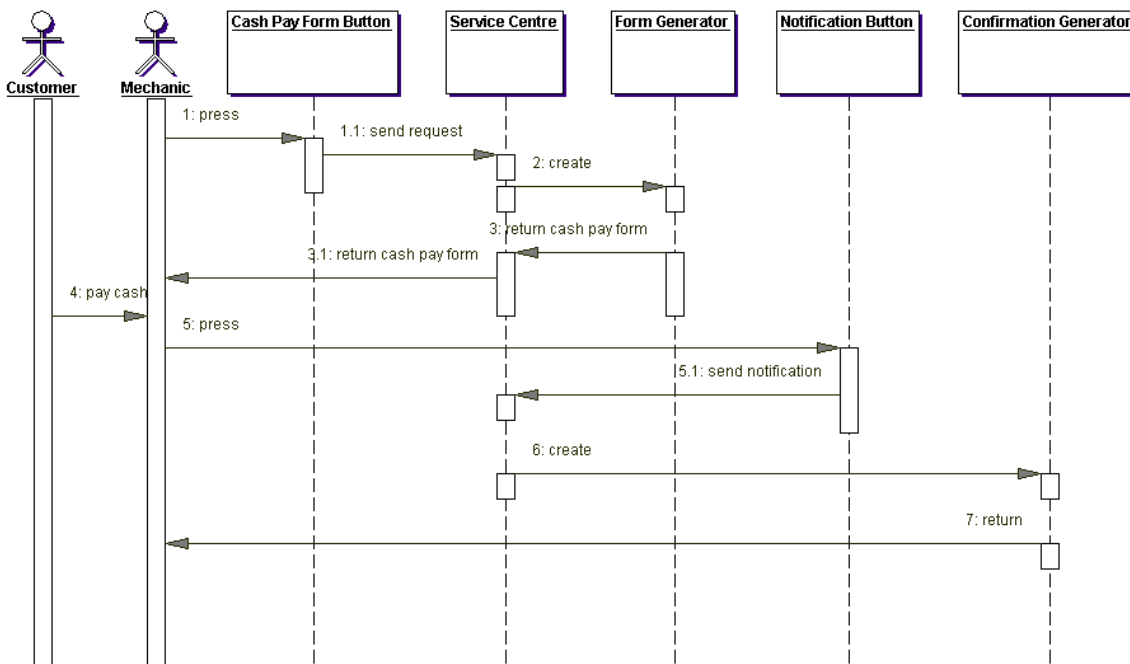 Cash Pay Form Button
Service Centre
Form Generator
Notification Button
Confirmation Generator
Customer
Mechanic
1: press
1.1: send request
2: create
3: return cash pay form
3.1: return cash pay form
4: pay cash
5: press
5.1: send notification
6: create
7: return